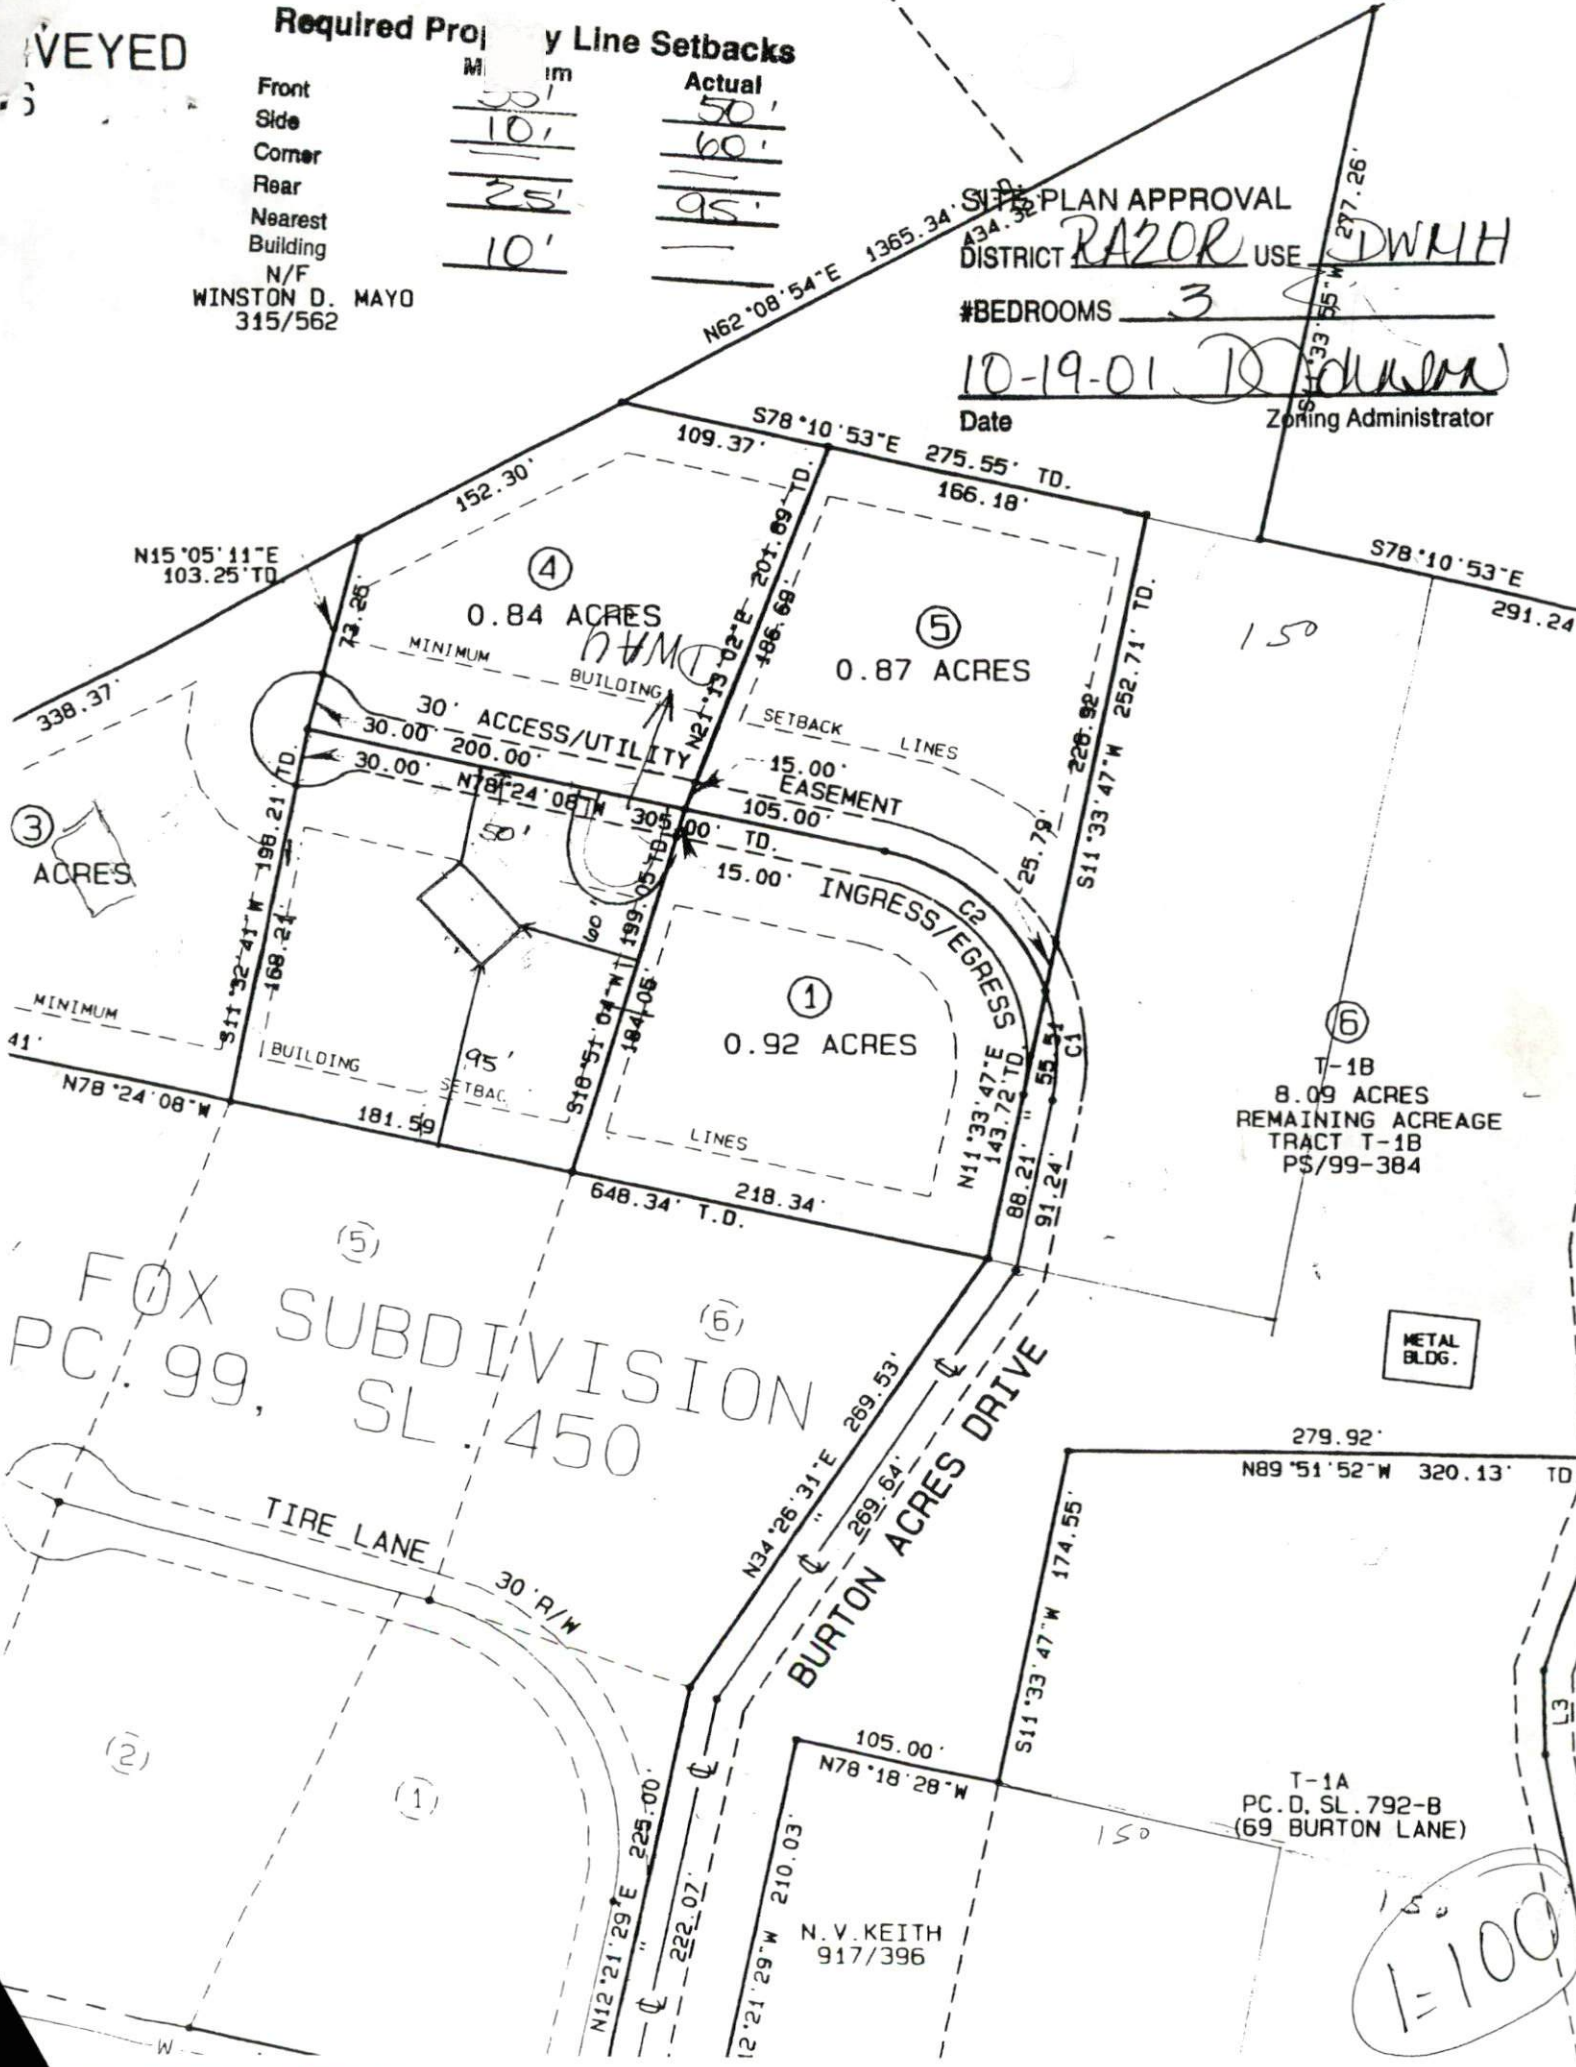 VEYED
Required Pro y Line Setbacks
Actual
Front 50'
Side 10' 60'
Corner — —
Rear 25' 95'
Nearest
Building 10' —
N/F
WINSTON D. MAYO
315/562
SITE PLAN APPROVAL
DISTRICT RAZOR USE DWMH
#BEDROOMS 3
10-19-01
Date Zoning Administrator
N62°08'54"E 1365.34'
434.32'
277.26'
S78°10'53"E 275.55' TD.
109.37'
166.18'
152.30'
N15°05'11"E
103.25'TD.
73.25'
S78°10'53"E
291.24
338.37'
4
0.84 ACRES
N21°13'02"E 201.69' TD.
186.69'
5
0.87 ACRES
150
S11°33'47"W 252.71' TD.
226.92'
25.79'
MINIMUM
BUILDING
SETBACK LINES
30' ACCESS/UTILITY
30.00'
200.00'
30.00'
N78°24'08"W
305.00' TD.
15.00'
EASEMENT
105.00'
15.00'
INGRESS/EGRESS
C2
3
ACRES
S11°32'41"W 198.21' TD.
168.21'
50'
60'
95'
S18°51'04"W 199.05'TD.
184.05'
1
0.92 ACRES
C1
55.51
N11°33'47"E
143.72'TD.
88.21'
91.24'
6
T-1B
8.09 ACRES
REMAINING ACREAGE
TRACT T-1B
PS/99-384
MINIMUM
41'
BUILDING
SETBAC
LINES
N78°24'08"W
181.59
648.34' T.D.
218.34'
(5)
(6)
FOX SUBDIVISION
PC.99, SL.450
METAL
BLDG.
N34°26'31"E 269.53'
269.64'
BURTON ACRES DRIVE
279.92'
N89°51'52"W 320.13' TD
S11°33'47"W 174.55'
TIRE LANE
30'R/W
(2)
(1)
105.00'
N78°18'28"W
L3
T-1A
PC.D, SL.792-B
(69 BURTON LANE)
150
150
N12°21'29"E 225.00'
222.07'
12°21'29"W 210.03'
N.V.KEITH
917/396
1=100
W